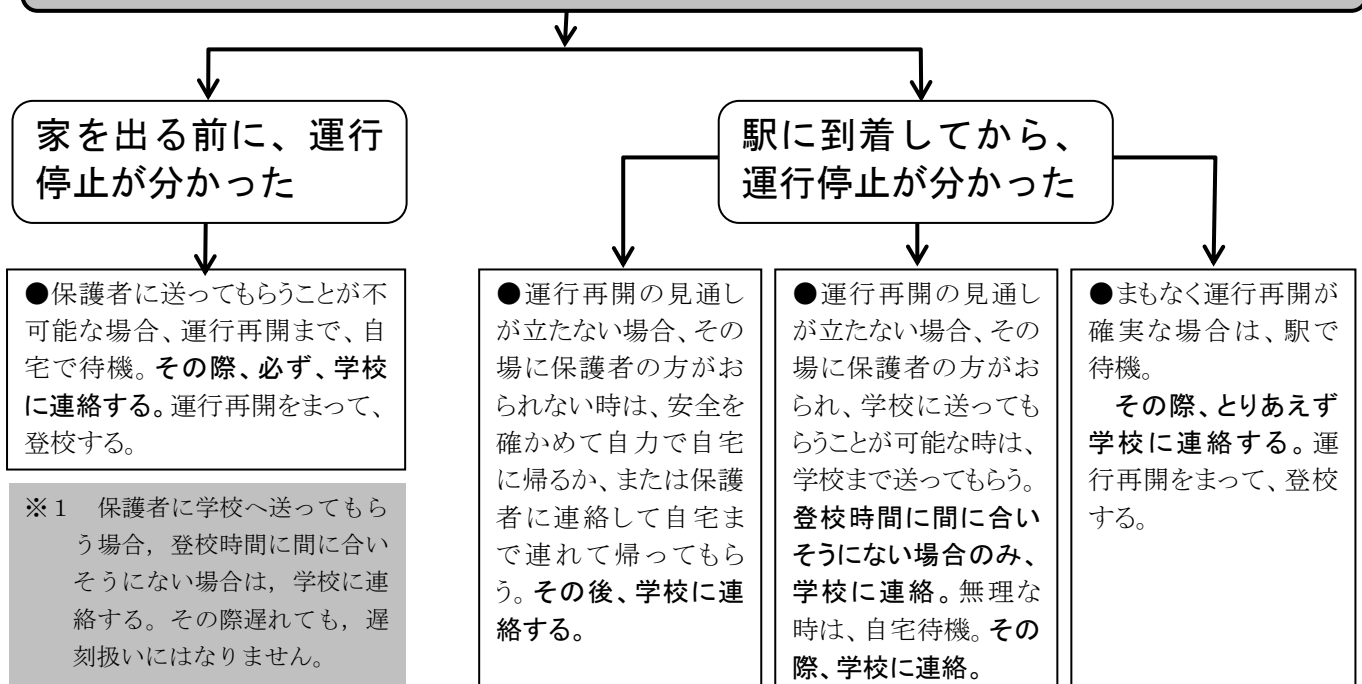 家を出る前に、運行
停止が分かった
駅に到着してから、
運行停止が分かった
●保護者に送ってもらうことが不
可能な場合、運行再開まで、自
宅で待機。その際、必ず、学校
に連絡する。運行再開をまって、
登校する。
※１　保護者に学校へ送ってもら
う場合，登校時間に間に合い
そうにない場合は，学校に連
絡する。その際遅れても，遅
刻扱いにはなりません。
●運行再開の見通し
が立たない場合、その
場に保護者の方がお
られない時は、安全を
確かめて自力で自宅
に帰るか、または保護
者に連絡して自宅ま
で連れて帰ってもら
う。その後、学校に連
絡する。
●運行再開の見通し
が立たない場合、その
場に保護者の方がお
られ、学校に送っても
らうことが可能な時は、
学校まで送ってもらう。
登校時間に間に合い
そうにない場合のみ、
学校に連絡。無理な
時は、自宅待機。その
際、学校に連絡。
●まもなく運行再開が
確実な場合は、駅で
待機。
　その際、とりあえず
学校に連絡する。運
行再開をまって、登校
する。